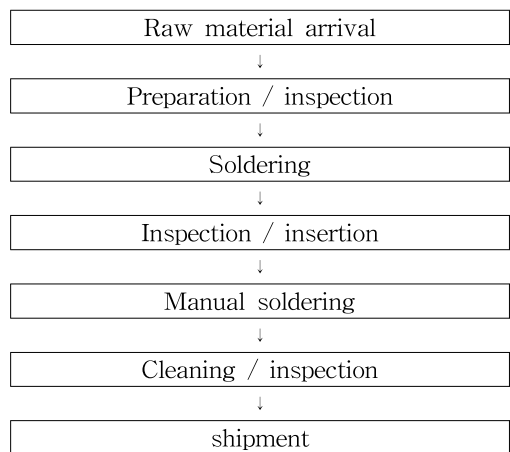 Raw material arrival
↓
Preparation / inspection
↓
Soldering
↓
Inspection / insertion
↓
Manual soldering
↓
Cleaning / inspection
↓
shipment